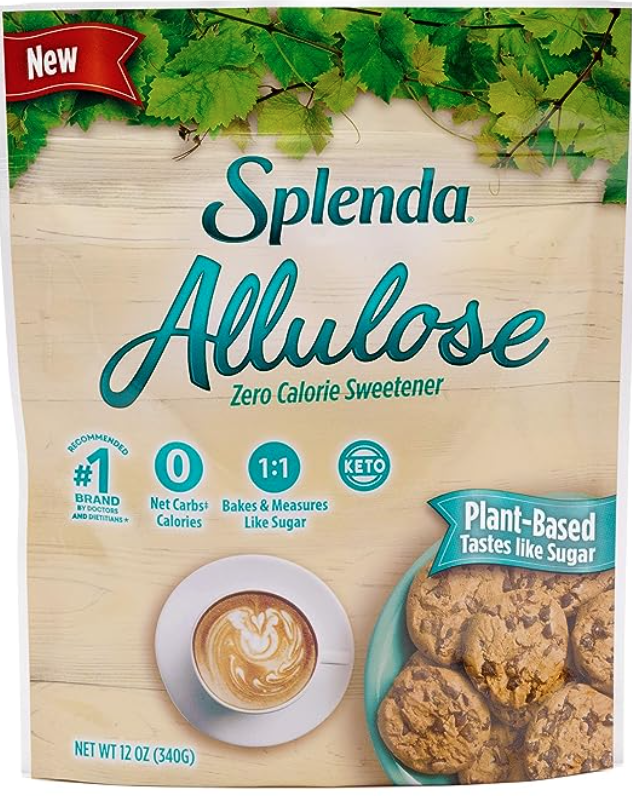 New
Splenda®
Allulose
Zero Calorie Sweetener
RECOMMENDED
#1
BRAND
BY DOCTORS
AND DIETITIANS*
0
Net Carbs‡
Calories
1:1
Bakes & Measures
Like Sugar
KETO
Plant-Based
Tastes like Sugar
NET WT 12 OZ (340G)